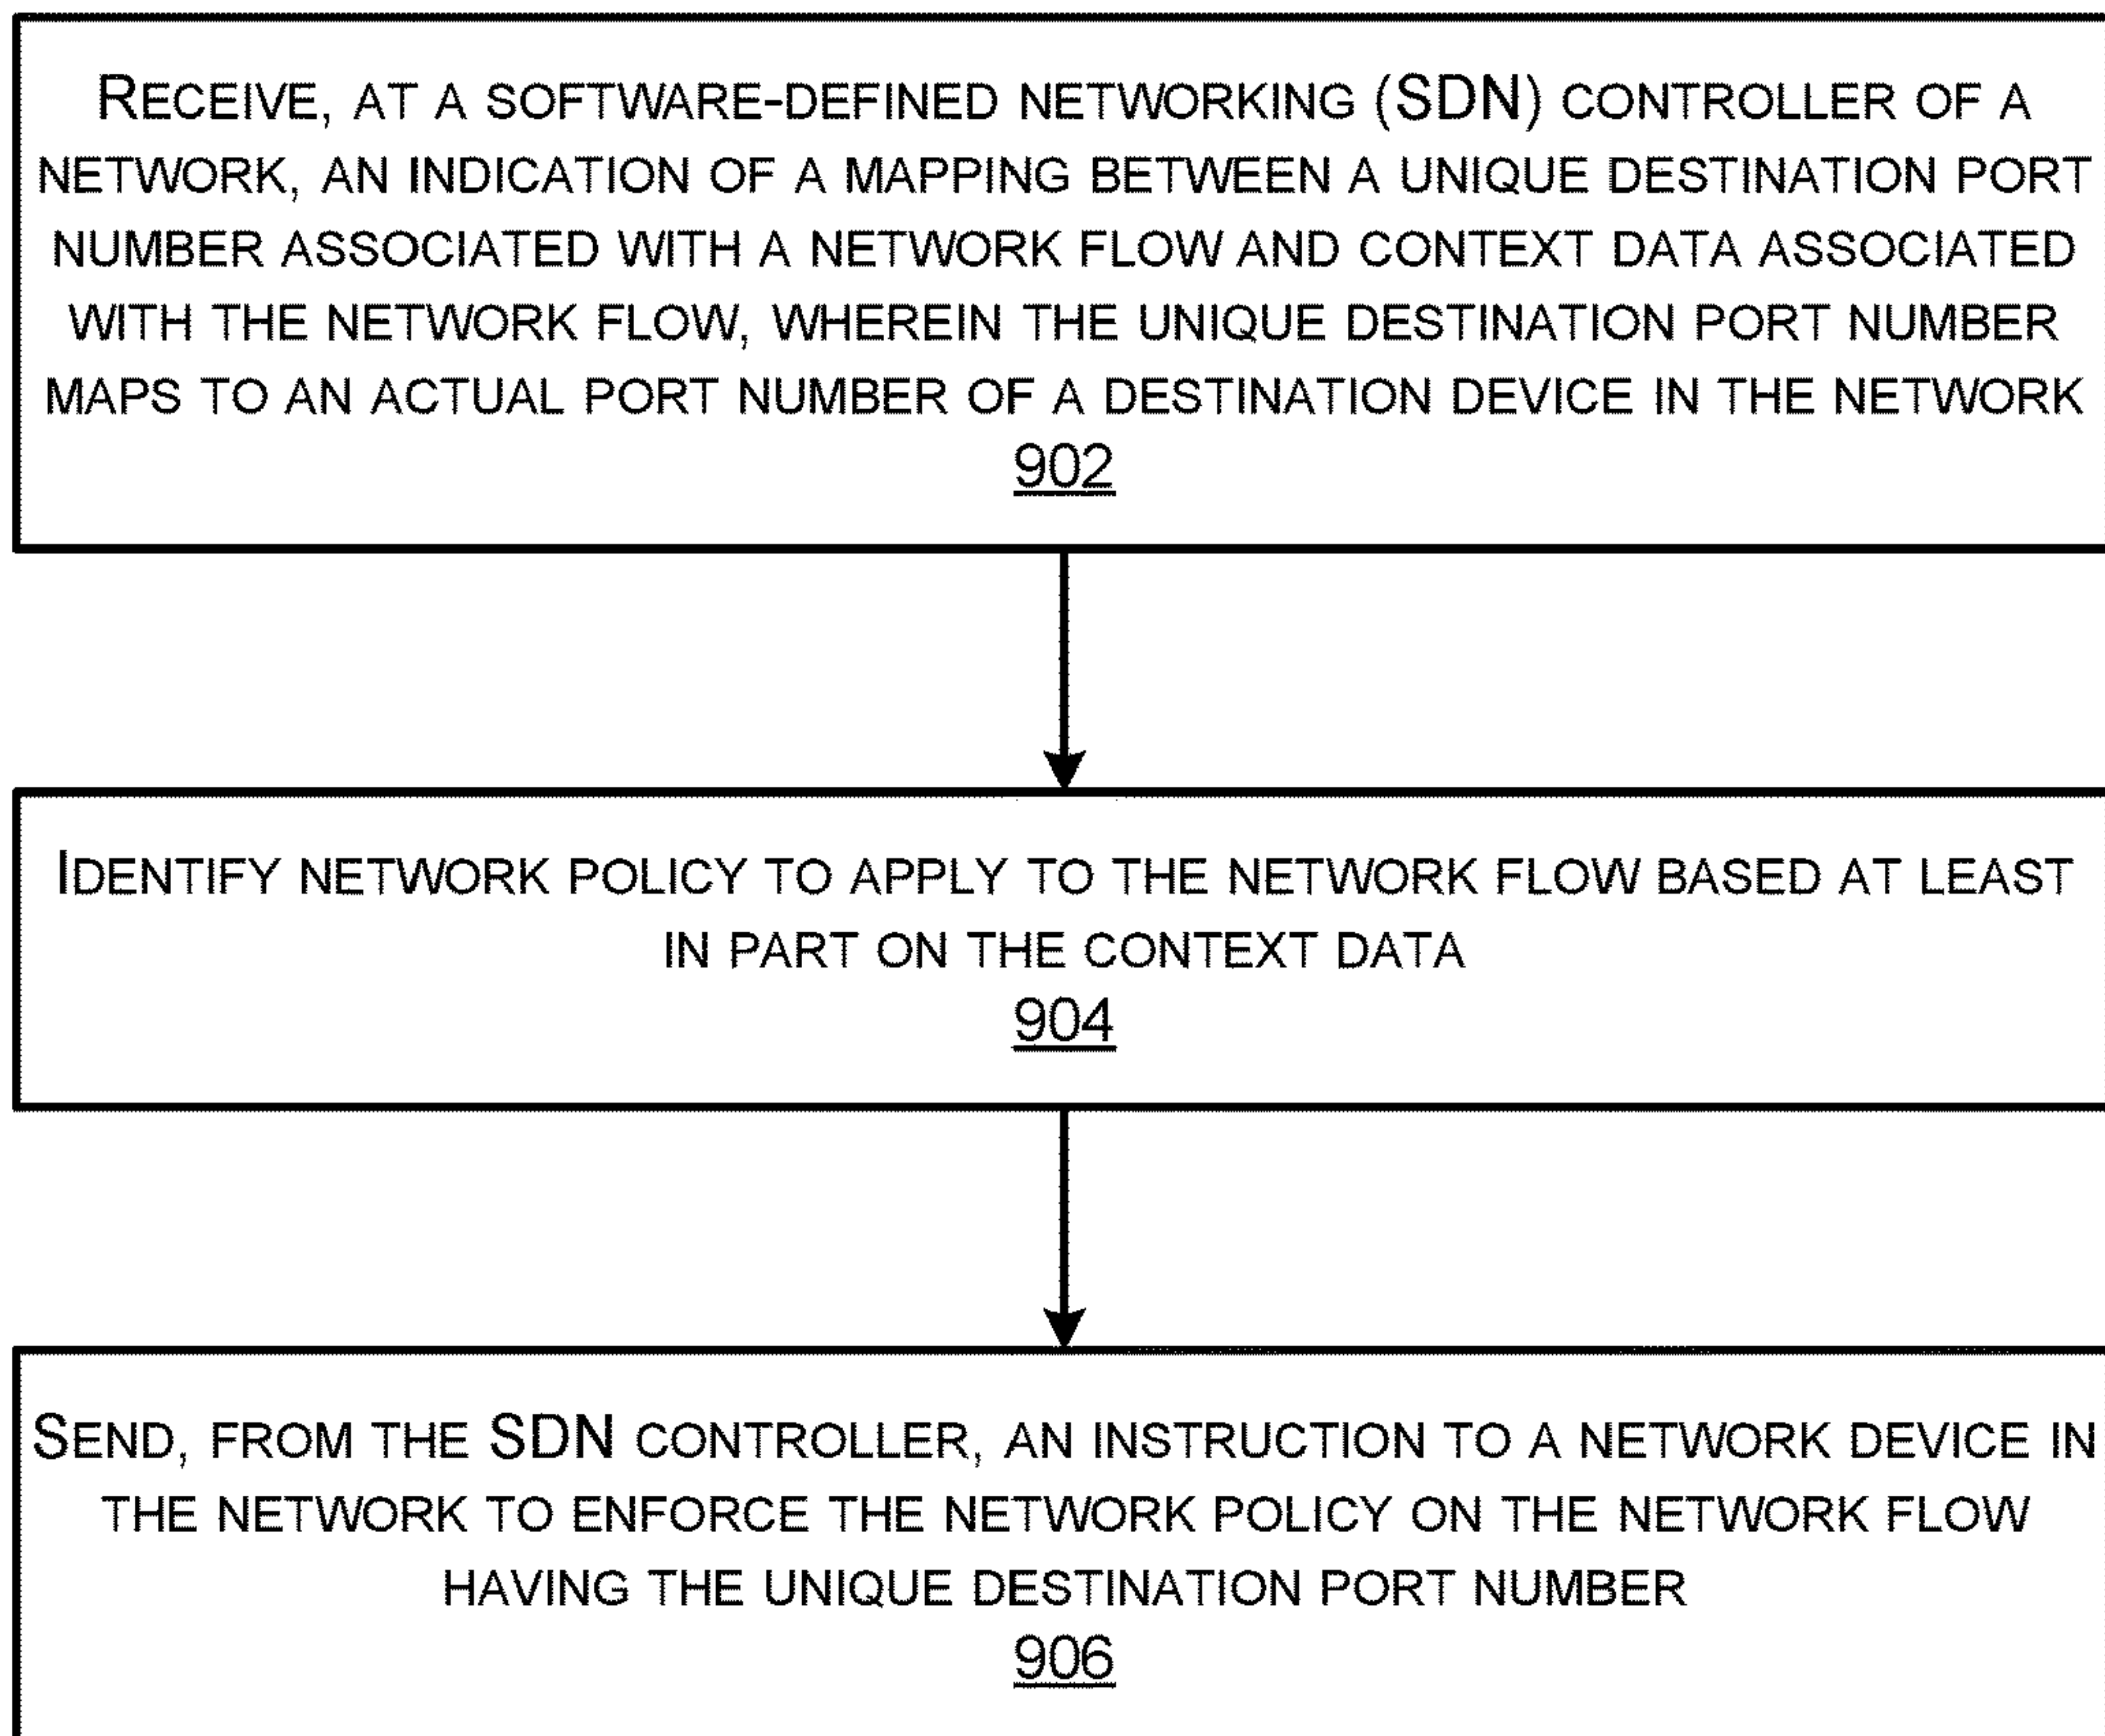 RECEIVE, AT A SOFTWARE-DEFINED NETWORKING (SDN) CONTROLLER OF A
NETWORK, AN INDICATION OF A MAPPING BETWEEN A UNIQUE DESTINATION PORT
NUMBER ASSOCIATED WITH A NETWORK FLOW AND CONTEXT DATA ASSOCIATED
WITH THE NETWORK FLOW, WHEREIN THE UNIQUE DESTINATION PORT NUMBER
MAPS TO AN ACTUAL PORT NUMBER OF A DESTINATION DEVICE IN THE NETWORK
902
IDENTIFY NETWORK POLICY TO APPLY TO THE NETWORK FLOW BASED AT LEAST
IN PART ON THE CONTEXT DATA
904
SEND, FROM THE SDN CONTROLLER, AN INSTRUCTION TO A NETWORK DEVICE IN
THE NETWORK TO ENFORCE THE NETWORK POLICY ON THE NETWORK FLOW
HAVING THE UNIQUE DESTINATION PORT NUMBER
906